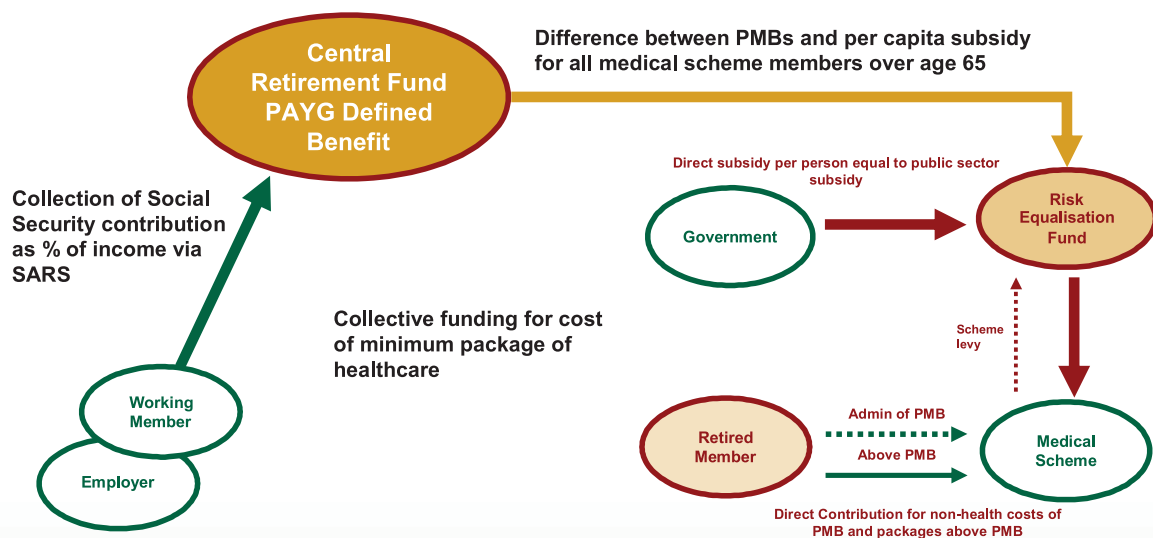 Central
Retirement Fund
PAYG Defined
Benefit
Difference between PMBs and per capita subsidy
for all medical scheme members over age 65
Collection of Social
Security contribution
as % of income via
SARS
Direct subsidy per person equal to public sector
subsidy
Government
Risk
Equalisation
Fund
Collective funding for cost
of minimum package of
healthcare
Scheme
levy
Working
Member
Employer
Retired
Member
Admin of PMB
Above PMB
Medical
Scheme
Direct Contribution for non-health costs of
PMB and packages above PMB